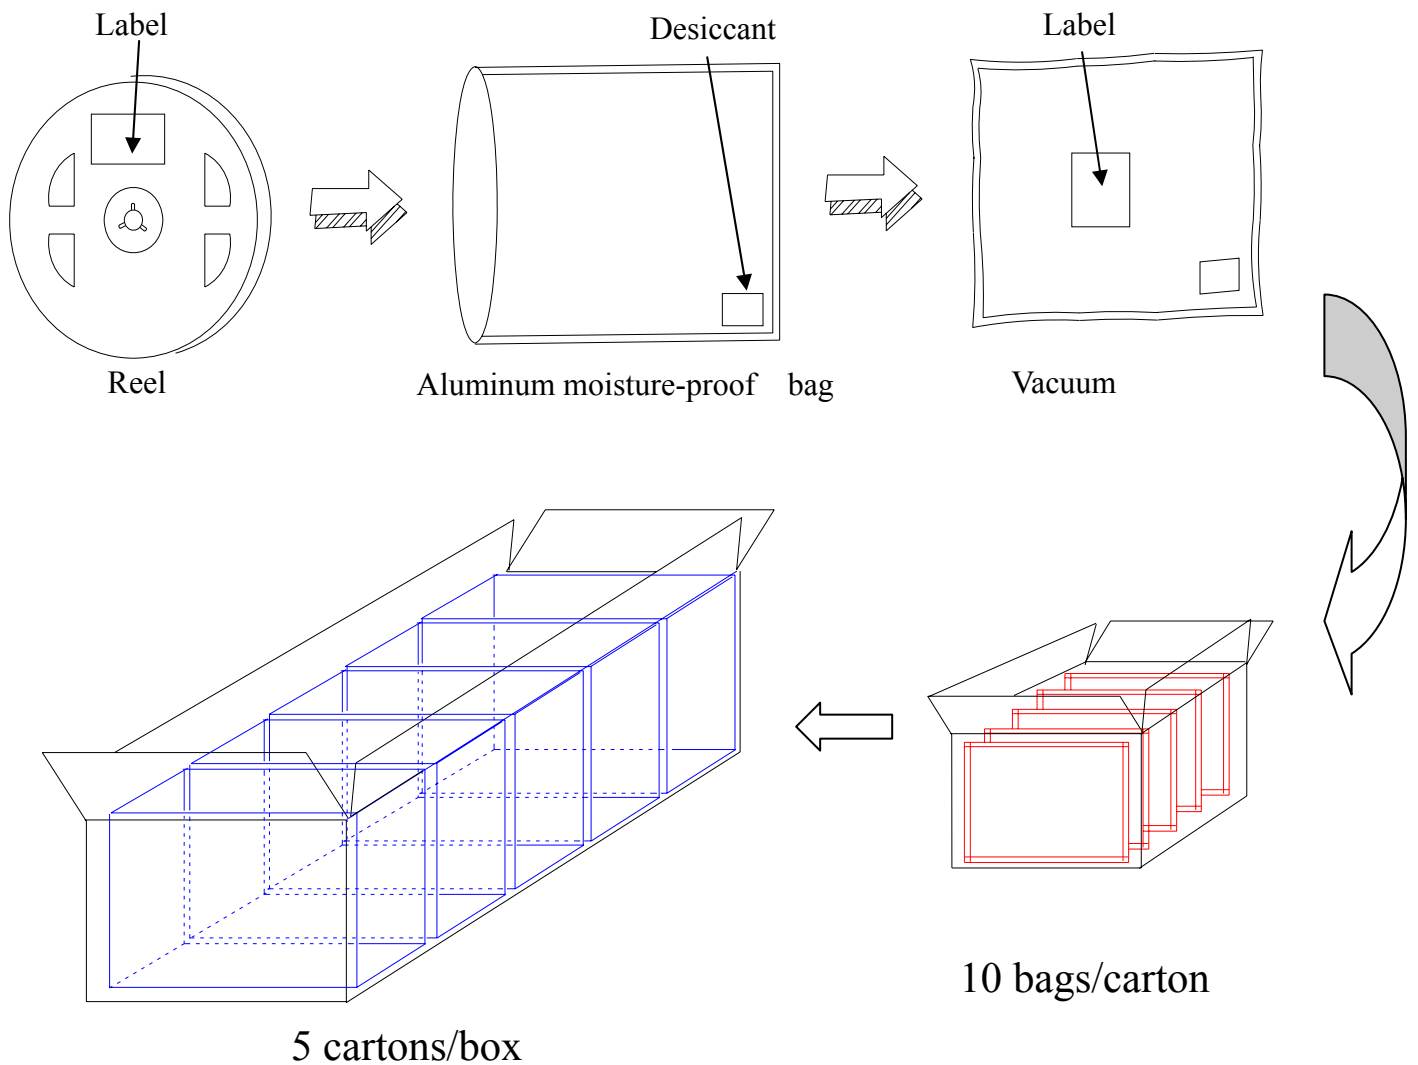 Label
Desiccant
Label
Reel
Aluminum moisture-proof bag
Vacuum
10 bags/carton
5 cartons/box